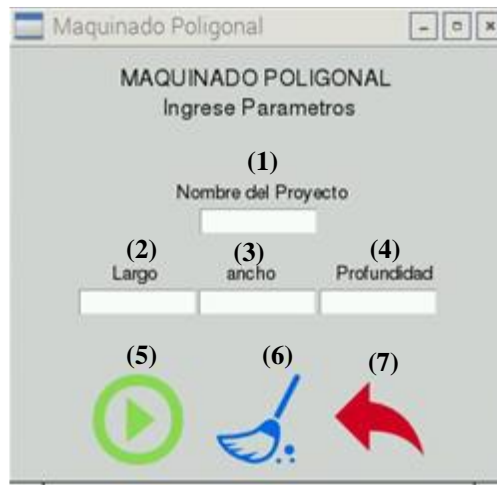 Maquinado Poligonal
MAQUINADO POLIGONAL
Ingrese Parametros
(1)
Nombre del Proyecto
(2) (3) (4)
Largo ancho Profundidad
(5) (6) (7)